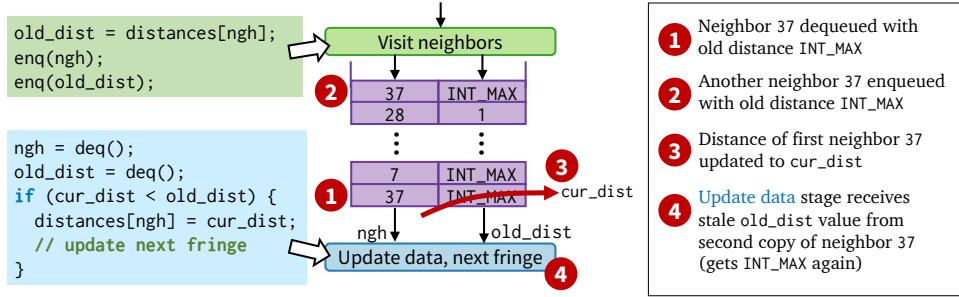 old_dist = distances[ngh];
enq(ngh);
enq(old_dist);
Visit neighbors
2
37 INT_MAX
28 1
7 INT_MAX
37 INT_MAX
1
3
cur_dist
ngh old_dist
ngh = deq();
old_dist = deq();
if (cur_dist < old_dist) {
distances[ngh] = cur_dist;
// update next fringe
}
Update data, next fringe
4
1 Neighbor 37 dequeued with
old distance INT_MAX
2 Another neighbor 37 enqueued
with old distance INT_MAX
3 Distance of first neighbor 37
updated to cur_dist
4 Update data stage receives
stale old_dist value from
second copy of neighbor 37
(gets INT_MAX again)